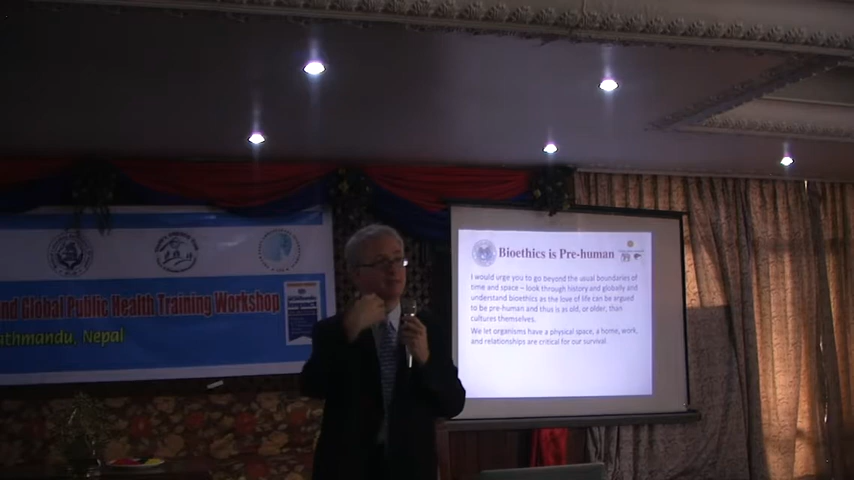 and Global Public Health Training Workshop
athmandu, Nepal
Bioethics is Pre-human
I would urge you to go beyond the usual boundaries of
time and space – look through history and globally and
understand bioethics as the love of life can be argued
to be pre-human and thus is as old, or older, than
cultures themselves.
We let organisms have a physical space, a home, work,
and relationships are critical for our survival